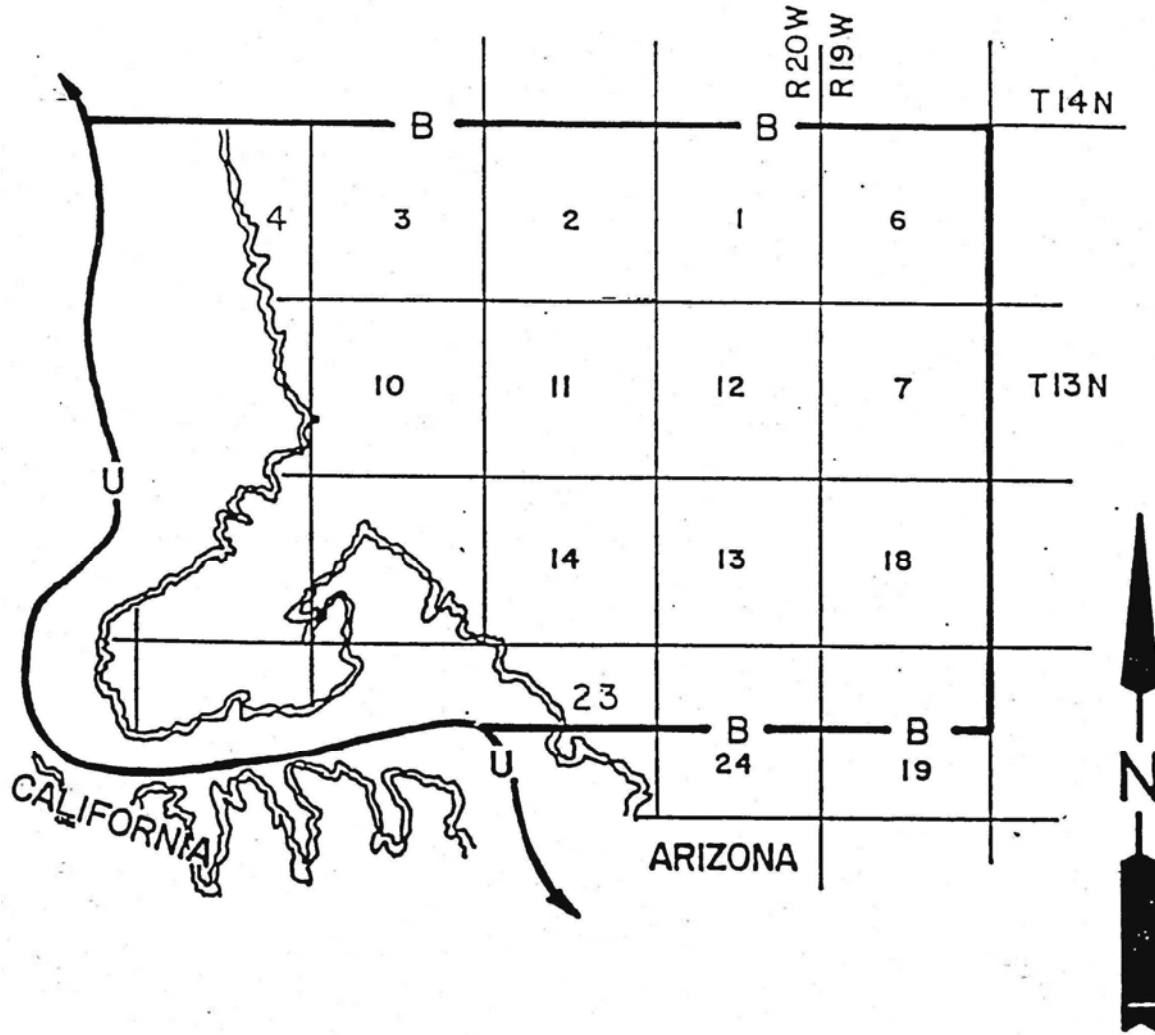 R20W
R19W
T14N
B B
4 3 2 1 6
10 11 12 7 T13N
U
14 13 18
23
B B
U 24 19
CALIFORNIA
N
ARIZONA